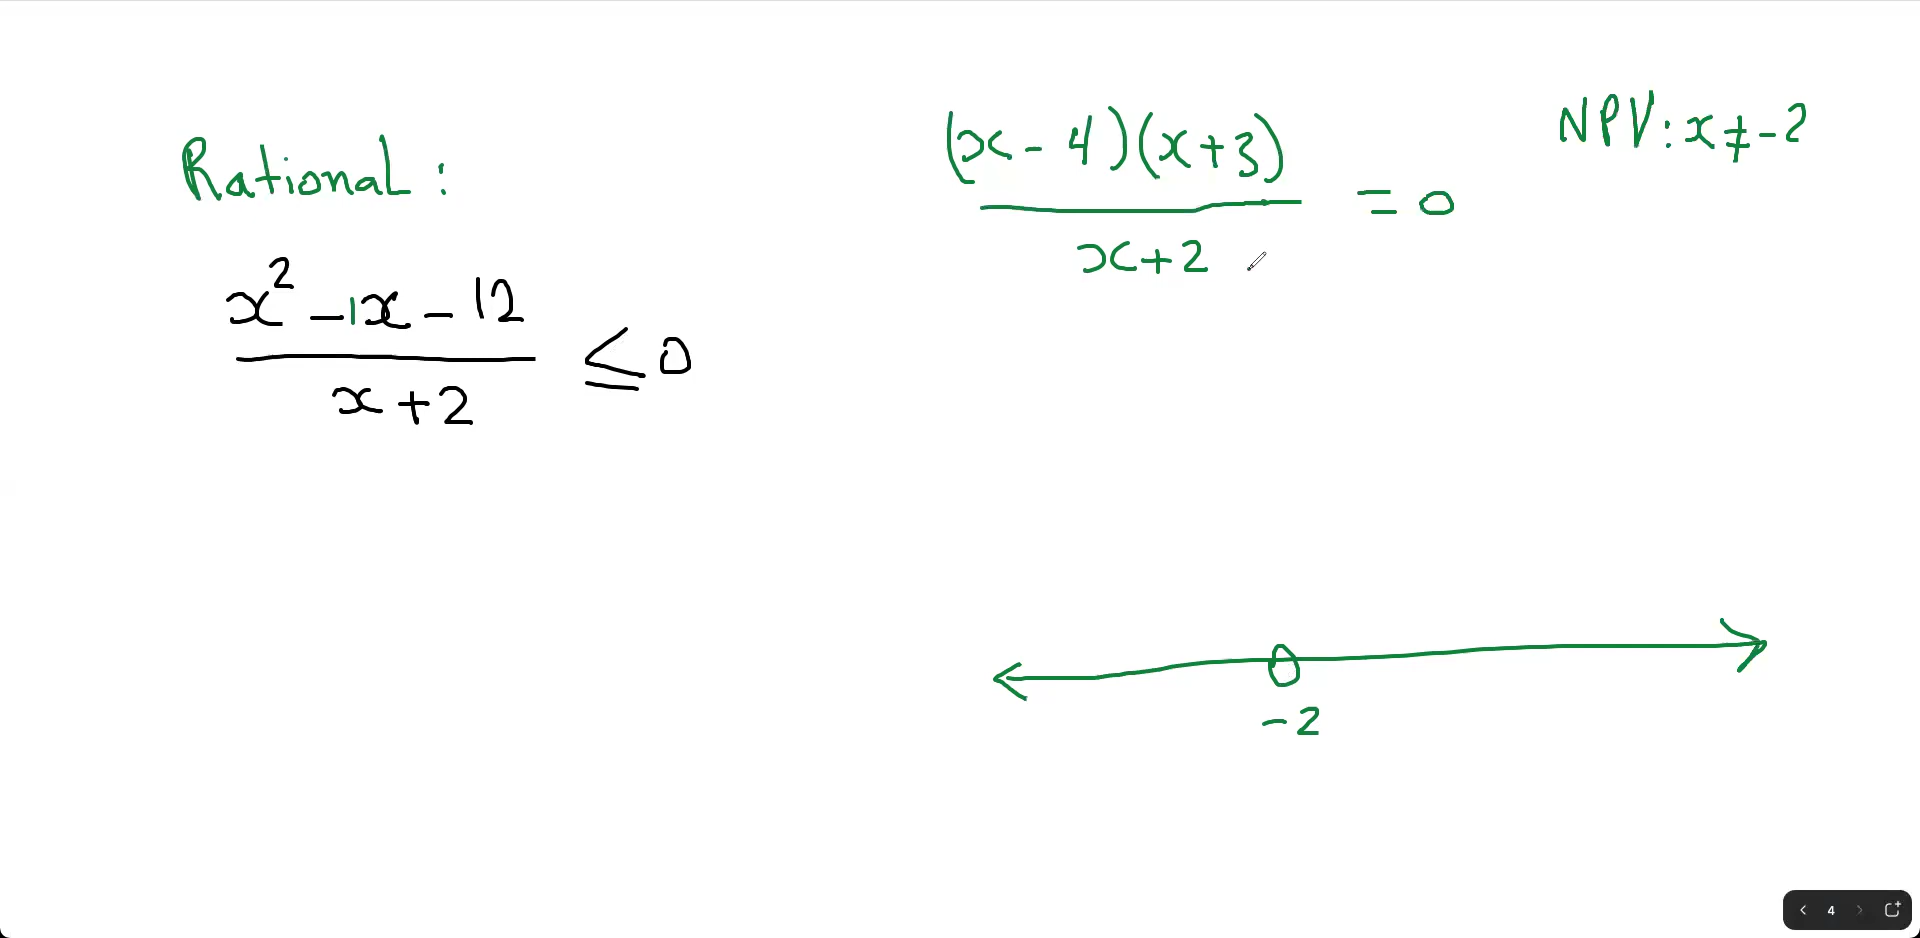 Rational:
x² - 1x - 12
x + 2
≤ 0
(x - 4)(x + 3)
x + 2
= 0
NPV: x ≠ -2
-2
4